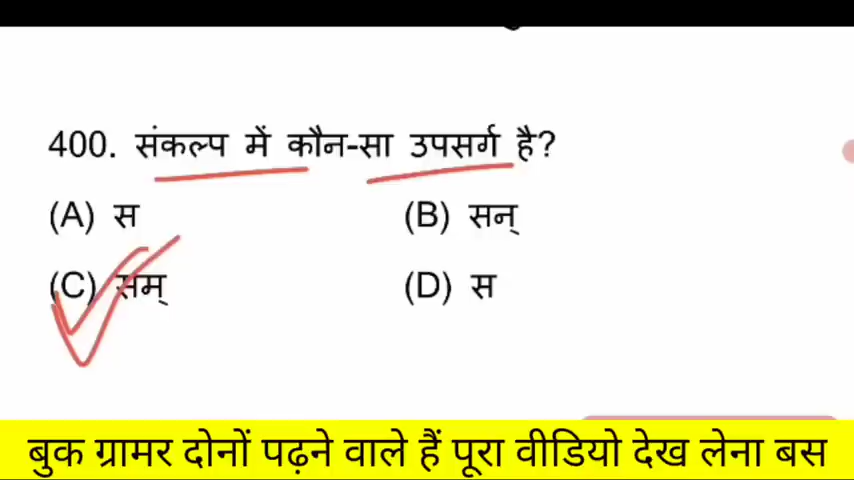 400. संकल्प में कौन-सा उपसर्ग है?
(A) स (B) सन्
(C) सम् (D) स
बुक ग्रामर दोनों पढ़ने वाले हैं पूरा वीडियो देख लेना बस